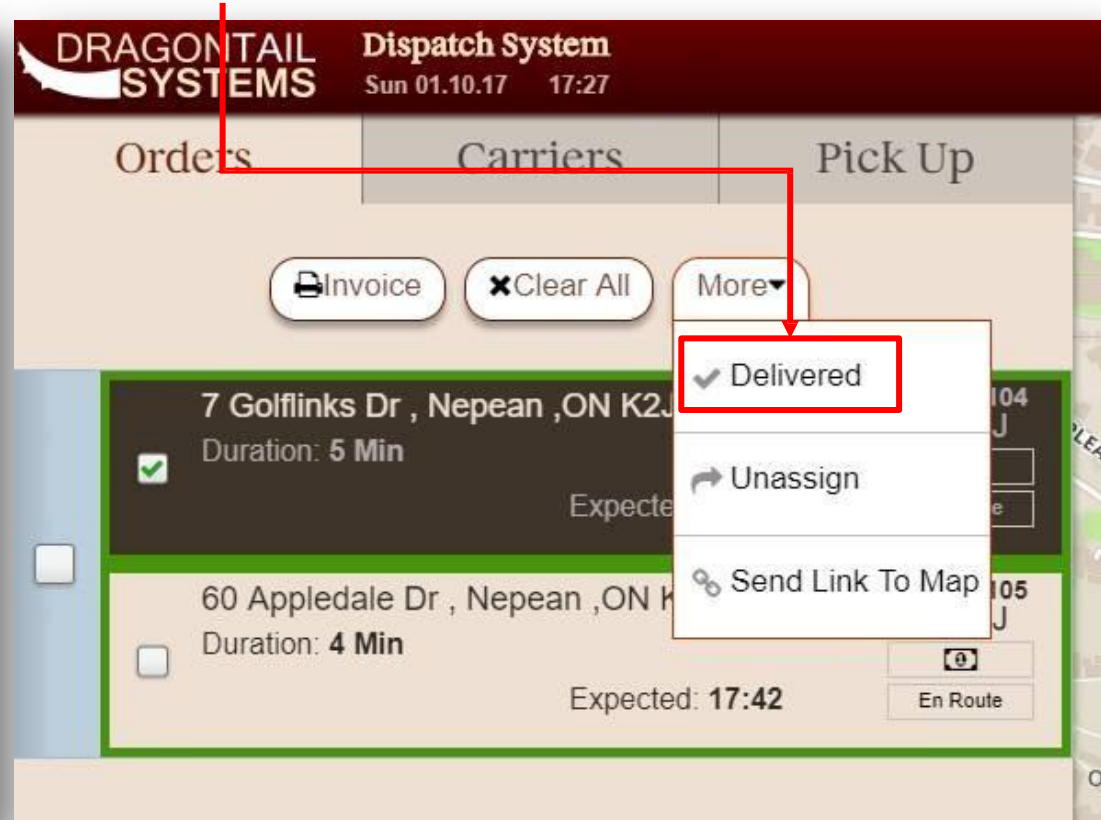 DRAGONTAIL
SYSTEMS
Dispatch System
Sun 01.10.17 17:27
Orders
Carriers
Pick Up
Invoice
Clear All
More
Delivered
Unassign
Send Link To Map
7 Golflinks Dr , Nepean ,ON K2J
104
J
Duration: 5 Min
60 Appledale Dr , Nepean ,ON
105
J
Duration: 4 Min
Expected: 17:42
En Route